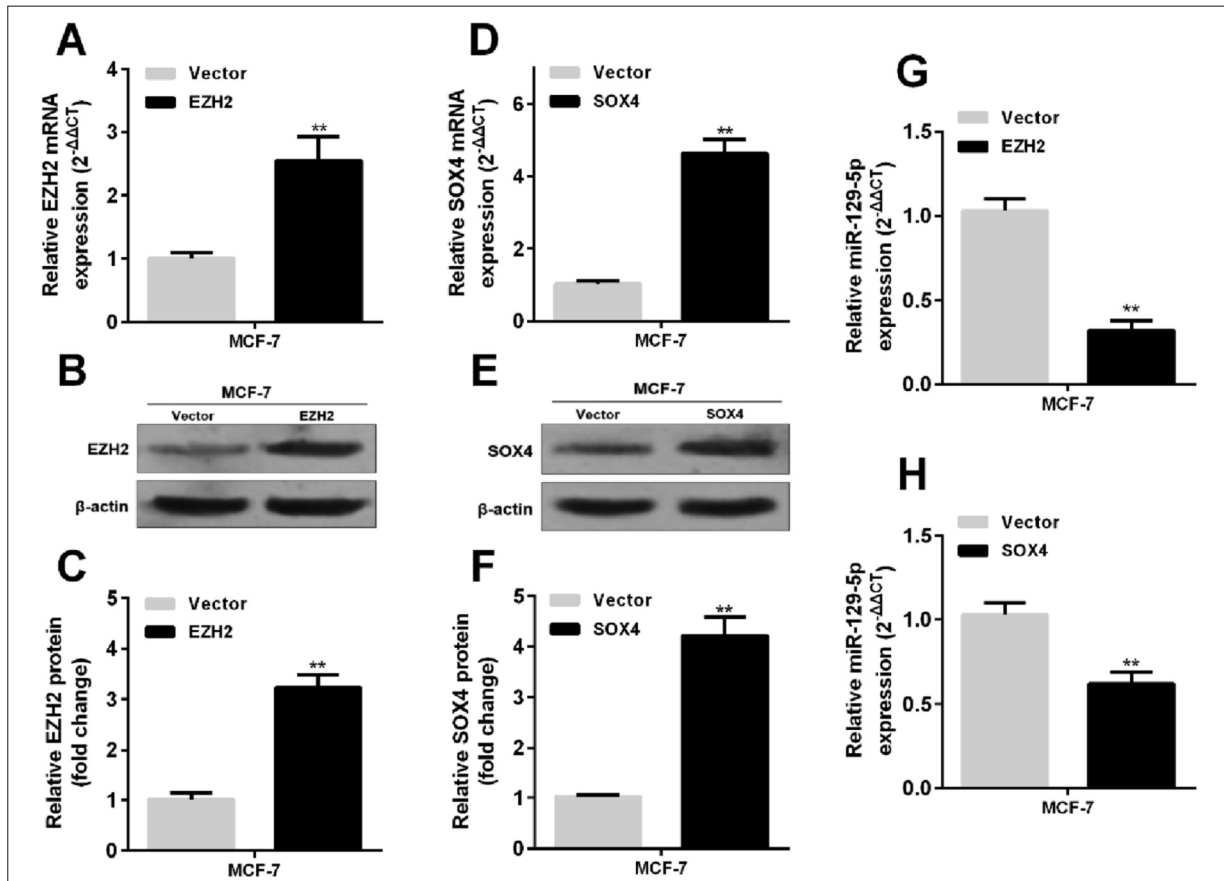 A
Vector
EZH2
Relative EZH2 mRNA
expression (2-ΔΔCT)
4
3
2
1
0
**
MCF-7
B
MCF-7
Vector EZH2
EZH2
β-actin
C
Vector
EZH2
Relative EZH2 protein
(fold change)
5
4
3
2
1
0
**
MCF-7
D
Vector
SOX4
Relative SOX4 mRNA
expression (2-ΔΔCT)
6
4
2
0
**
MCF-7
E
MCF-7
Vector SOX4
SOX4
β-actin
F
Vector
SOX4
Relative SOX4 protein
(fold change)
5
4
3
2
1
0
**
MCF-7
G
Vector
EZH2
Relative miR-129-5p
expression (2-ΔΔCT)
1.5
1.0
0.5
0.0
**
MCF-7
H
Vector
SOX4
Relative miR-129-5p
expression (2-ΔΔCT)
1.5
1.0
0.5
0.0
**
MCF-7